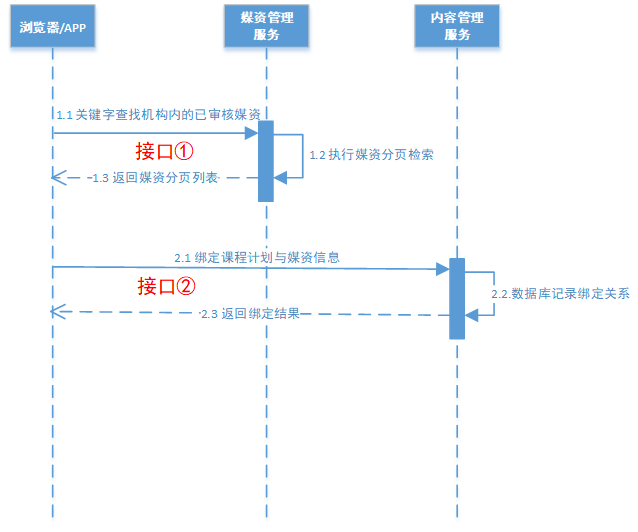 浏览器/APP
媒资管理
服务
内容管理
服务
1.1 关键字查找机构内的已审核媒资
接口①
1.2 执行媒资分页检索
1.3 返回媒资分页列表
2.1 绑定课程计划与媒资信息
接口②
2.2.数据库记录绑定关系
2.3 返回绑定结果